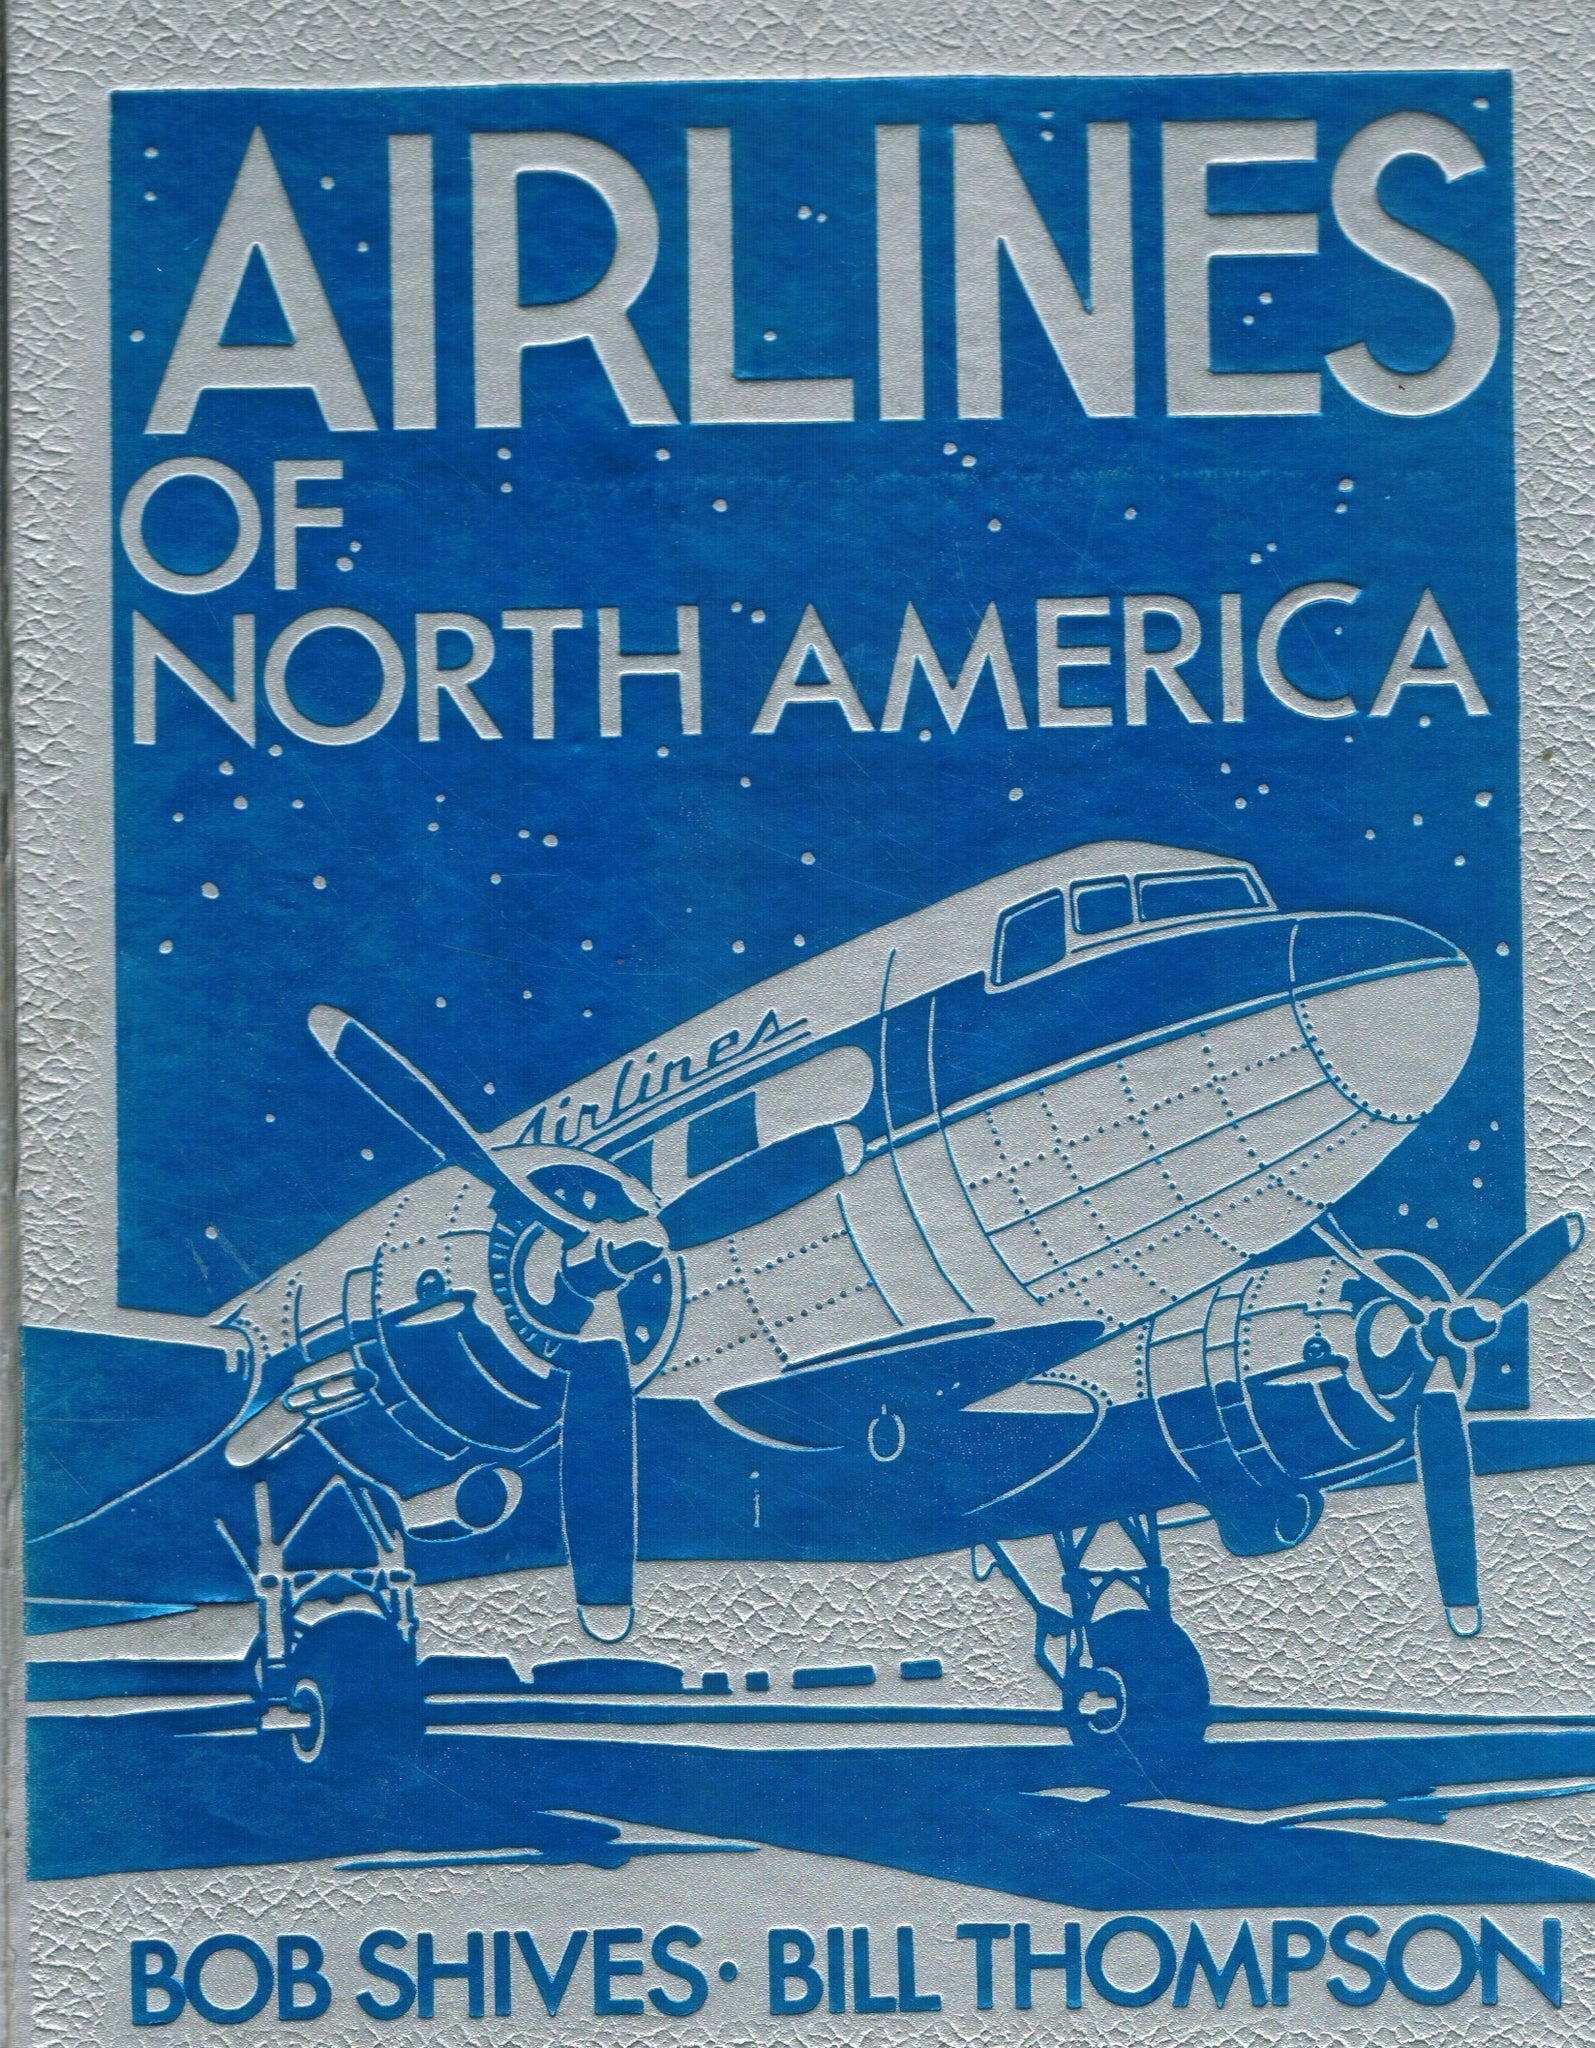 AIRLINES
OF
NORTH AMERICA
Airlines
BOB SHIVES · BILL THOMPSON